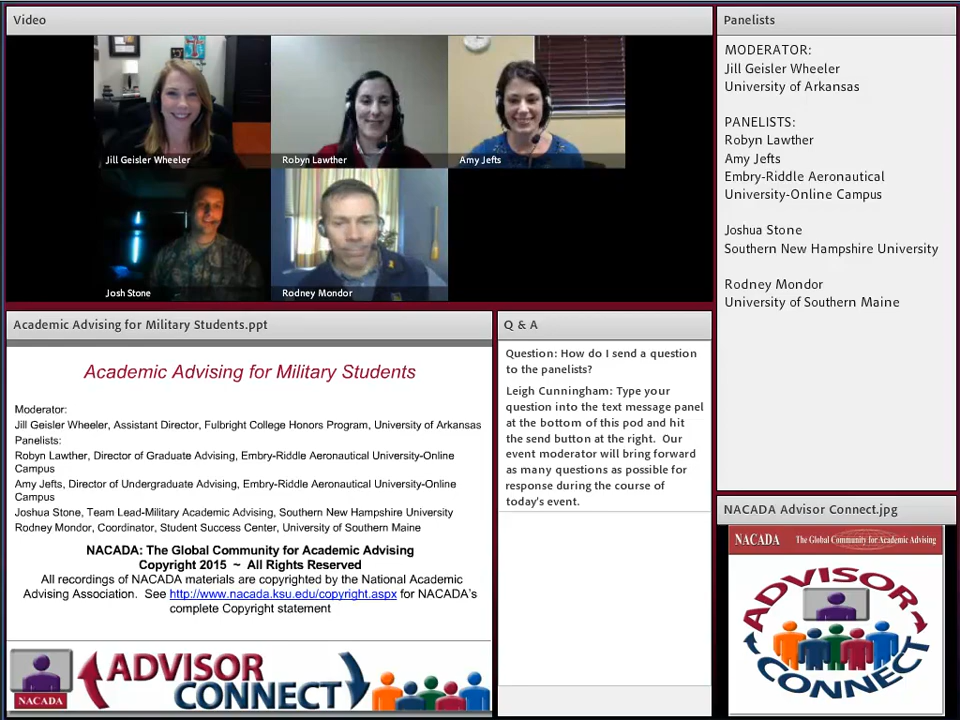 Video
Jill Geisler Wheeler
Robyn Lawther
Amy Jefts
Josh Stone
Rodney Mondor
Panelists
MODERATOR:
Jill Geisler Wheeler
University of Arkansas
PANELISTS:
Robyn Lawther
Amy Jefts
Embry-Riddle Aeronautical
University-Online Campus
Joshua Stone
Southern New Hampshire University
Rodney Mondor
University of Southern Maine
Academic Advising for Military Students.ppt
Academic Advising for Military Students
Moderator:
Jill Geisler Wheeler, Assistant Director, Fulbright College Honors Program, University of Arkansas
Panelists:
Robyn Lawther, Director of Graduate Advising, Embry-Riddle Aeronautical University-Online
Campus
Amy Jefts, Director of Undergraduate Advising, Embry-Riddle Aeronautical University-Online
Campus
Joshua Stone, Team Lead-Military Academic Advising, Southern New Hampshire University
Rodney Mondor, Coordinator, Student Success Center, University of Southern Maine
NACADA: The Global Community for Academic Advising
Copyright 2015 ~ All Rights Reserved
All recordings of NACADA materials are copyrighted by the National Academic
Advising Association. See http://www.nacada.ksu.edu/copyright.aspx for NACADA's
complete Copyright statement
NACADA
ADVISOR
CONNECT
Q & A
Question: How do I send a question
to the panelists?
Leigh Cunningham: Type your
question into the text message panel
at the bottom of this pod and hit
the send button at the right. Our
event moderator will bring forward
as many questions as possible for
response during the course of
today's event.
NACADA Advisor Connect.jpg
NACADA The Global Community for Academic Advising
ADVISOR
CONNECT